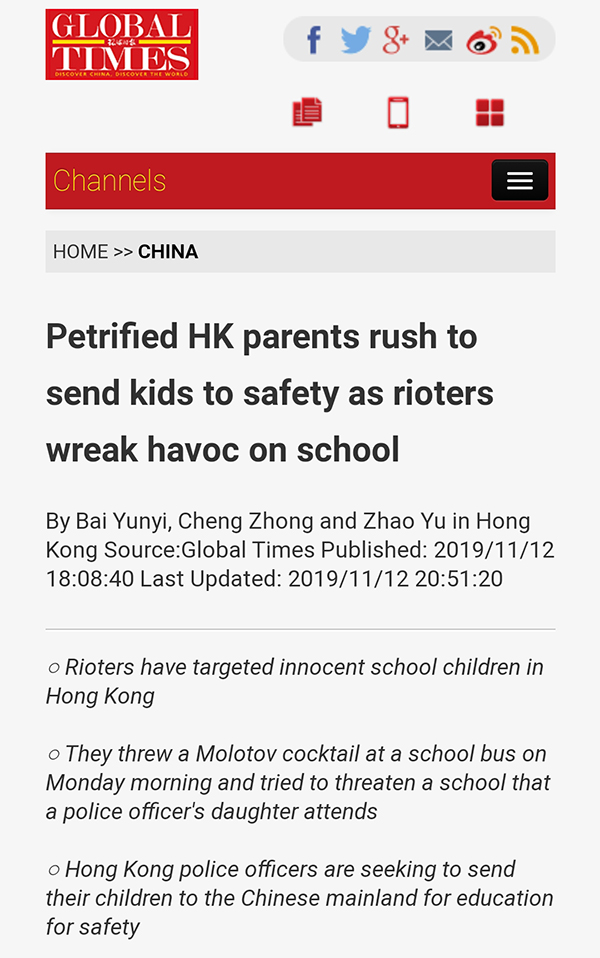 GLOBAL
TIMES
环球时报
DISCOVER CHINA, DISCOVER THE WORLD
Channels
HOME >> CHINA
Petrified HK parents rush to
send kids to safety as rioters
wreak havoc on school
By Bai Yunyi, Cheng Zhong and Zhao Yu in Hong
Kong Source:Global Times Published: 2019/11/12
18:08:40 Last Updated: 2019/11/12 20:51:20
○ Rioters have targeted innocent school children in
Hong Kong
○ They threw a Molotov cocktail at a school bus on
Monday morning and tried to threaten a school that
a police officer's daughter attends
○ Hong Kong police officers are seeking to send
their children to the Chinese mainland for education
for safety